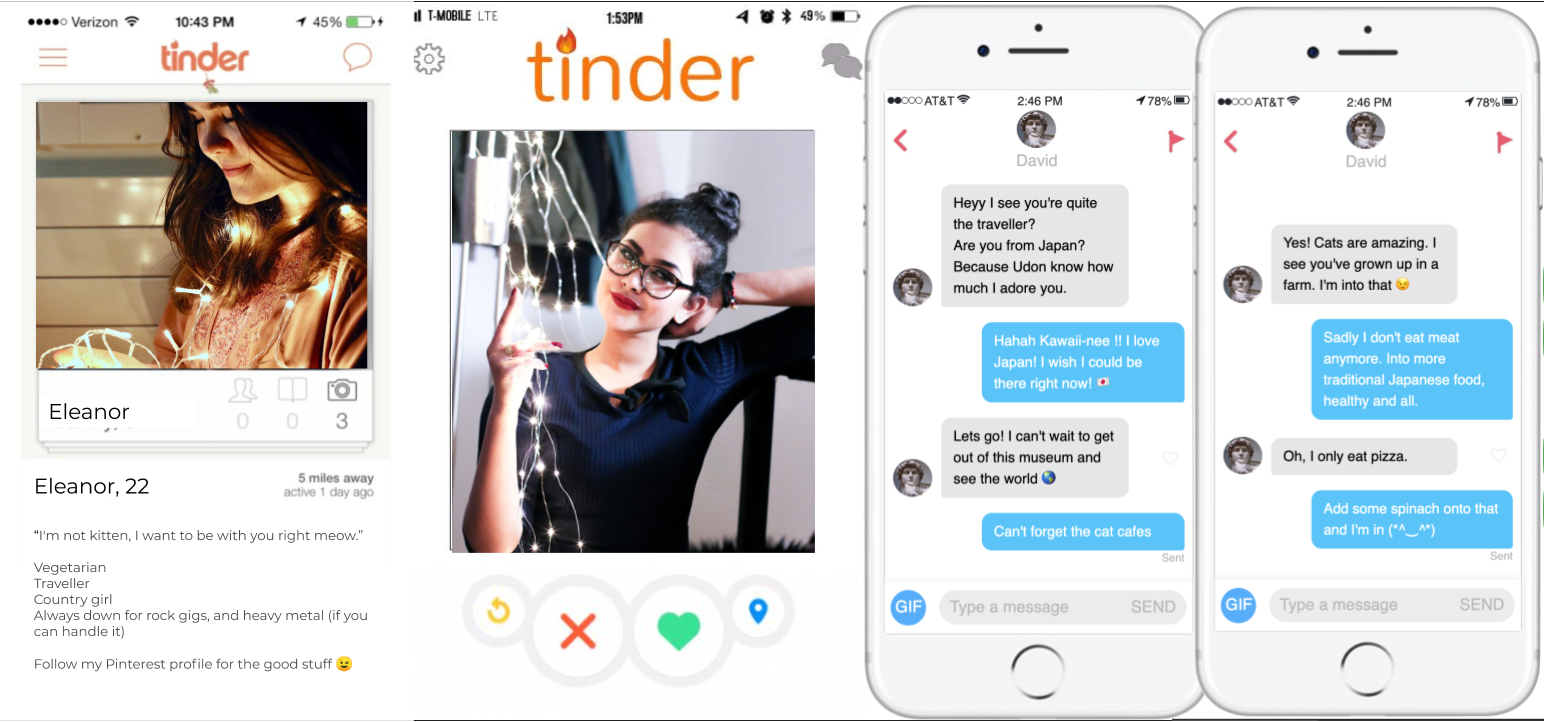 Verizon 10:43 PM 45%
tinder
Eleanor
0 0 3
Eleanor, 22
5 miles away
active 1 day ago
“I'm not kitten, I want to be with you right meow.”
Vegetarian
Traveller
Country girl
Always down for rock gigs, and heavy metal (if you
can handle it)
Follow my Pinterest profile for the good stuff 😉
T-MOBILE LTE 1:53PM 49%
tinder
AT&T 2:46 PM 78%
David
Heyy I see you're quite
the traveller?
Are you from Japan?
Because Udon know how
much I adore you.
Hahah Kawaii-nee !! I love
Japan! I wish I could be
there right now! 🇯🇵
Lets go! I can't wait to get
out of this museum and
see the world 🌏
Can't forget the cat cafes
Sent
GIF Type a message SEND
AT&T 2:46 PM 78%
David
Yes! Cats are amazing. I
see you've grown up in a
farm. I'm into that 😉
Sadly I don't eat meat
anymore. Into more
traditional Japanese food,
healthy and all.
Oh, I only eat pizza.
Add some spinach onto that
and I'm in (*^‿^*)
Sent
GIF Type a message SEND